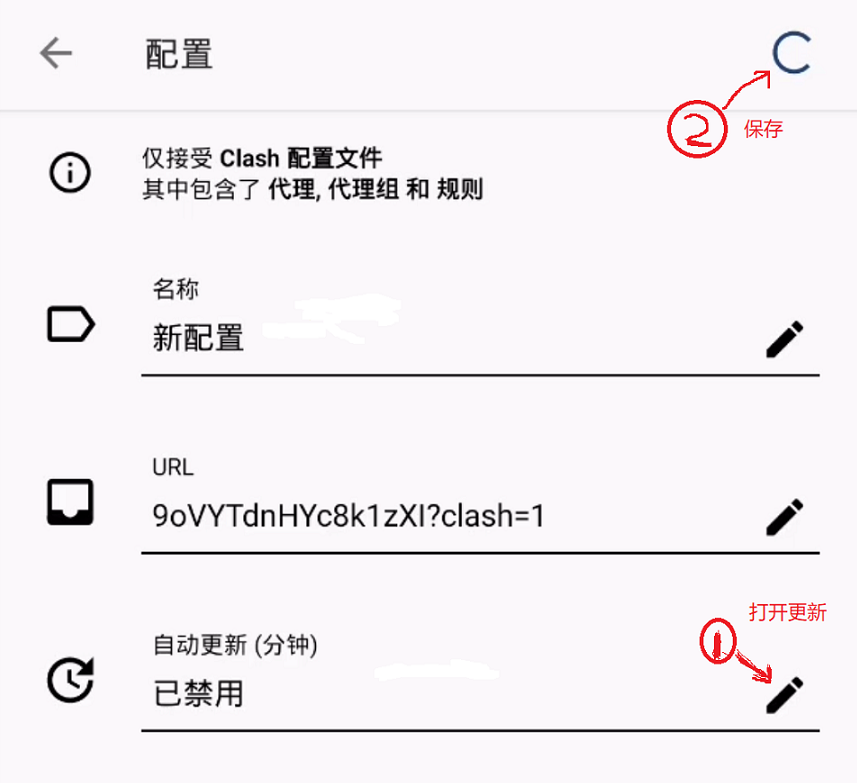 配置
② 保存
仅接受 Clash 配置文件
其中包含了 代理, 代理组 和 规则
名称
新配置
URL
9oVYTdnHYc8k1zXI?clash=1
打开更新
①
自动更新 (分钟)
已禁用